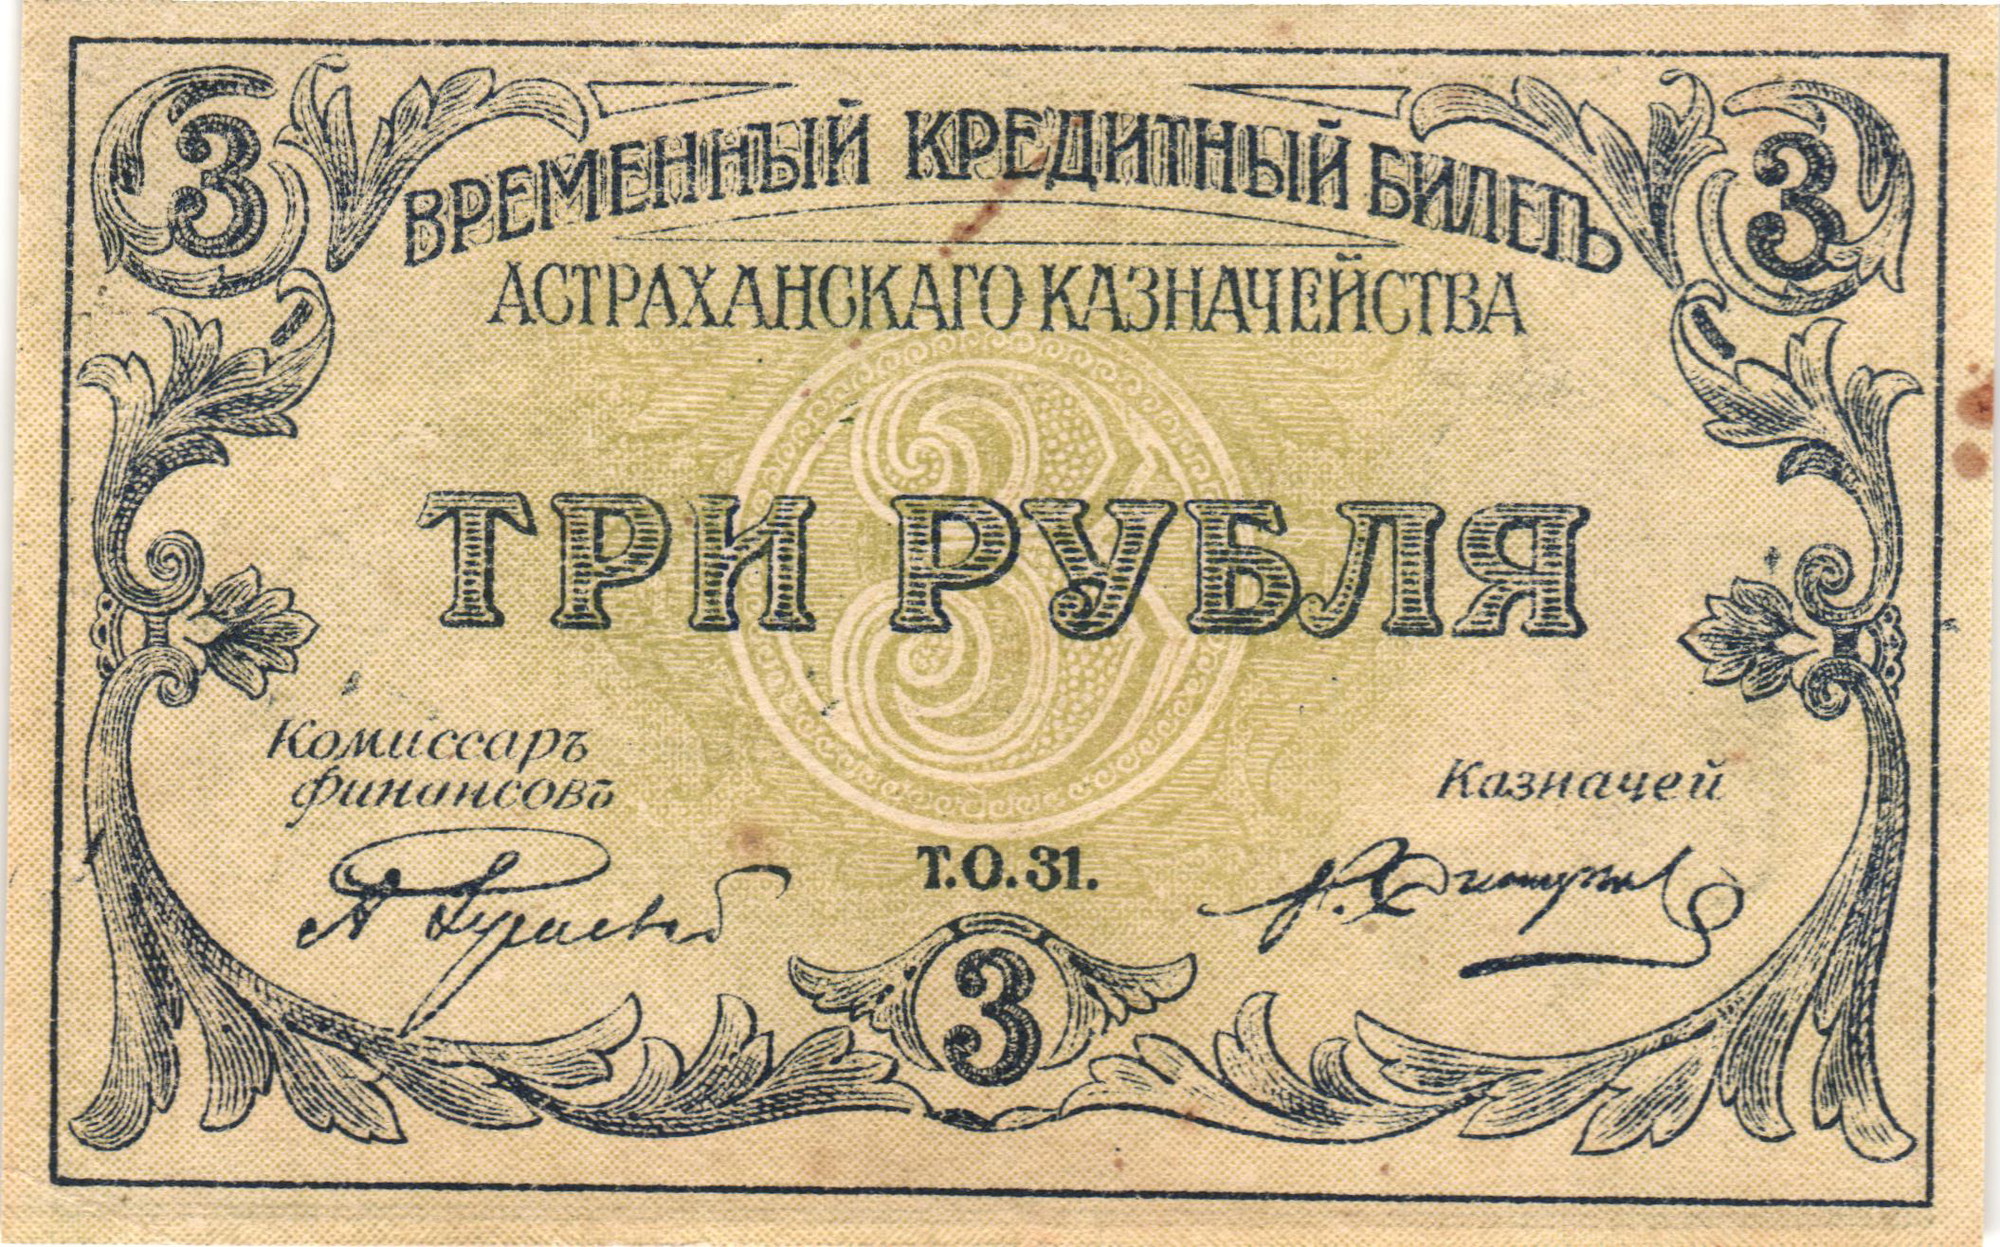 3 3
ВРЕМЕННЫЙ КРЕДИТНЫЙ БИЛЕТЪ
АСТРАХАНСКАГО КАЗНАЧЕЙСТВА
3
ТРИ РУБЛЯ
Комиссаръ
финансовъ
Казначей
Т.О.31.
3